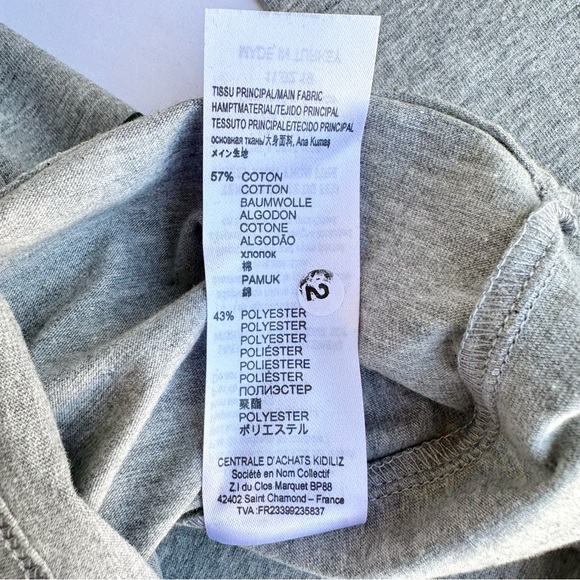 TISSU PRINCIPAL/MAIN FABRIC
HAMPTMATERIAL/TEJIDO PRINCIPAL
TESSUTO PRINCIPALE/TECIDO PRINCIPAL
основная ткань/大身面料, Ana Kumaş
メイン生地
57% COTON
COTTON
BAUMWOLLE
ALGODON
COTONE
ALGODÃO
хлопок
棉
PAMUK
綿
2
43% POLYESTER
POLYESTER
POLYESTER
POLIÉSTER
POLIESTERE
POLIÉSTER
ПОЛИЭСТЕР
聚酯
POLYESTER
ポリエステル
CENTRALE D'ACHATS KIDILIZ
Société en Nom Collectif
Z.I du Clos Marquet BP88
42402 Saint Chamond – France
TVA :FR23399235837